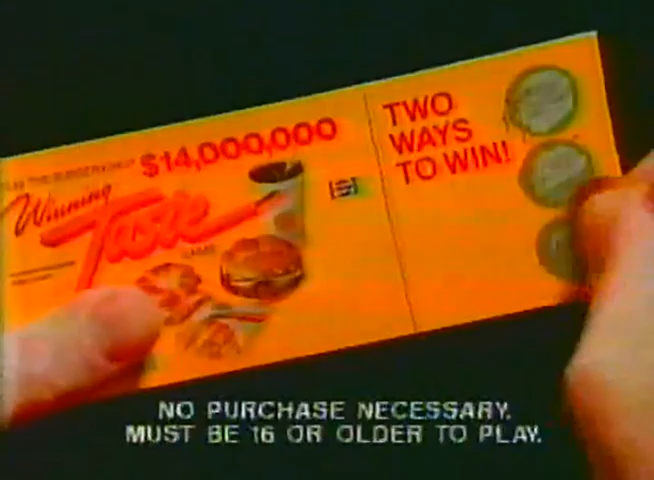 $14,000,000
Winning
Taste
GAME
TWO
WAYS
TO WIN!
NO PURCHASE NECESSARY.
MUST BE 16 OR OLDER TO PLAY.